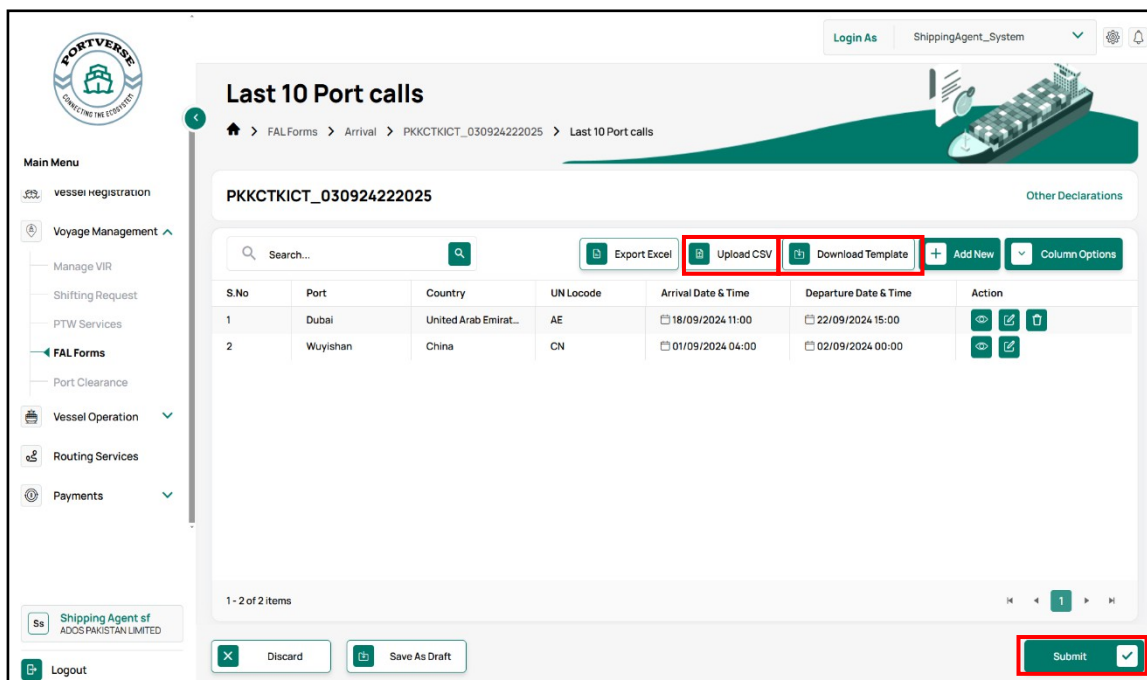 PORTVERSE
CONNECTING THE ECOSYSTEM
Login As ShippingAgent_System
Last 10 Port calls
> FAL Forms > Arrival > PKKCTKICT_030924222025 > Last 10 Port calls
Main Menu
Vessel Registration
Voyage Management
Manage VIR
Shifting Request
PTW Services
FAL Forms
Port Clearance
Vessel Operation
Routing Services
Payments
Ss Shipping Agent sf
ADOS PAKISTAN LIMITED
Logout
PKKCTKICT_030924222025 Other Declarations
Search... Export Excel Upload CSV Download Template + Add New Column Options
S.No Port Country UN Locode Arrival Date & Time Departure Date & Time Action
1 Dubai United Arab Emirat... AE 18/09/2024 11:00 22/09/2024 15:00
2 Wuyishan China CN 01/09/2024 04:00 02/09/2024 00:00
1 - 2 of 2 items 1
Discard Save As Draft Submit